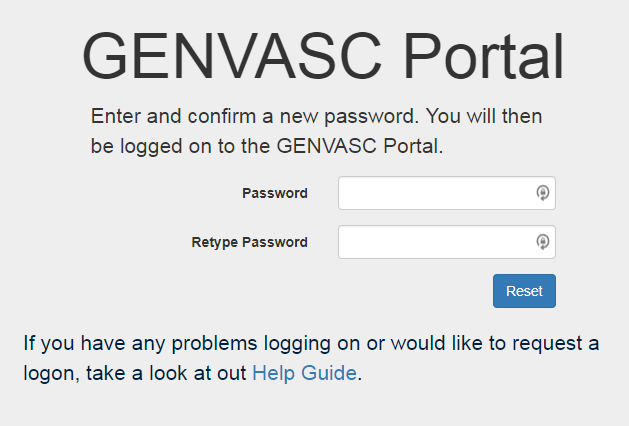 GENVASC Portal
Enter and confirm a new password. You will then
be logged on to the GENVASC Portal.
Password
Retype Password
Reset
If you have any problems logging on or would like to request a
logon, take a look at out Help Guide.